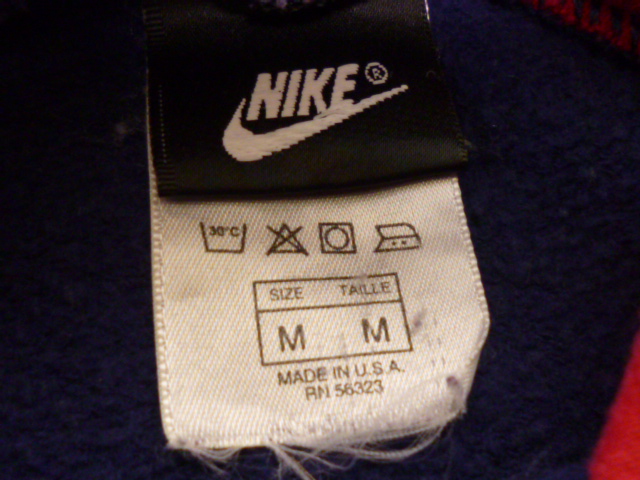 NIKE®
30°C
SIZE TAILLE
M M
MADE IN U.S.A.
RN 56323